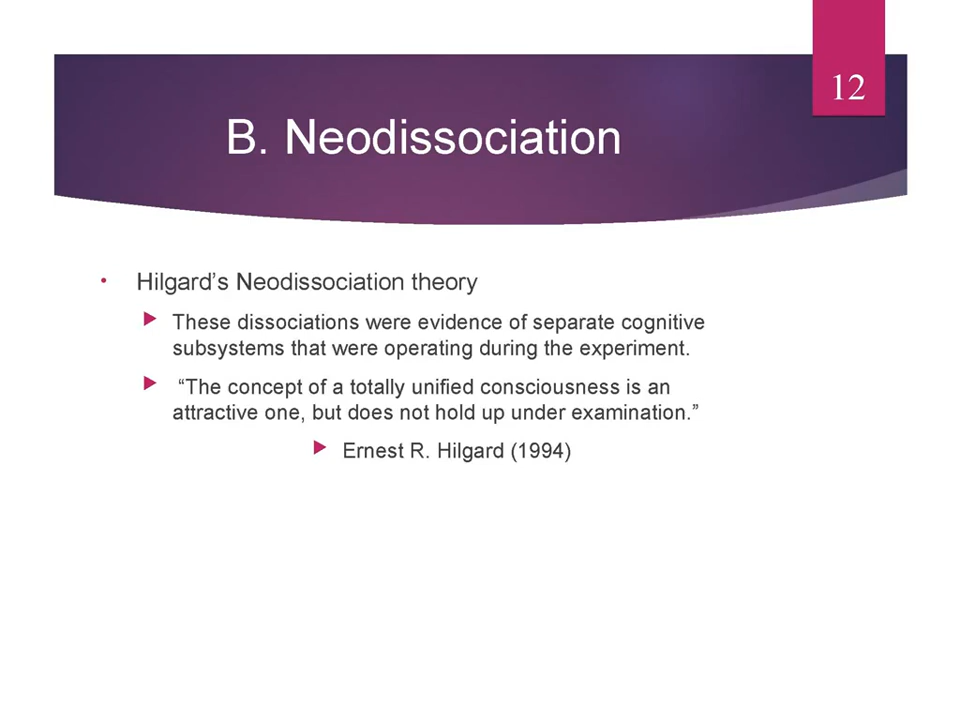 12
B. Neodissociation
• Hilgard’s Neodissociation theory
These dissociations were evidence of separate cognitive
subsystems that were operating during the experiment.
“The concept of a totally unified consciousness is an
attractive one, but does not hold up under examination.”
Ernest R. Hilgard (1994)